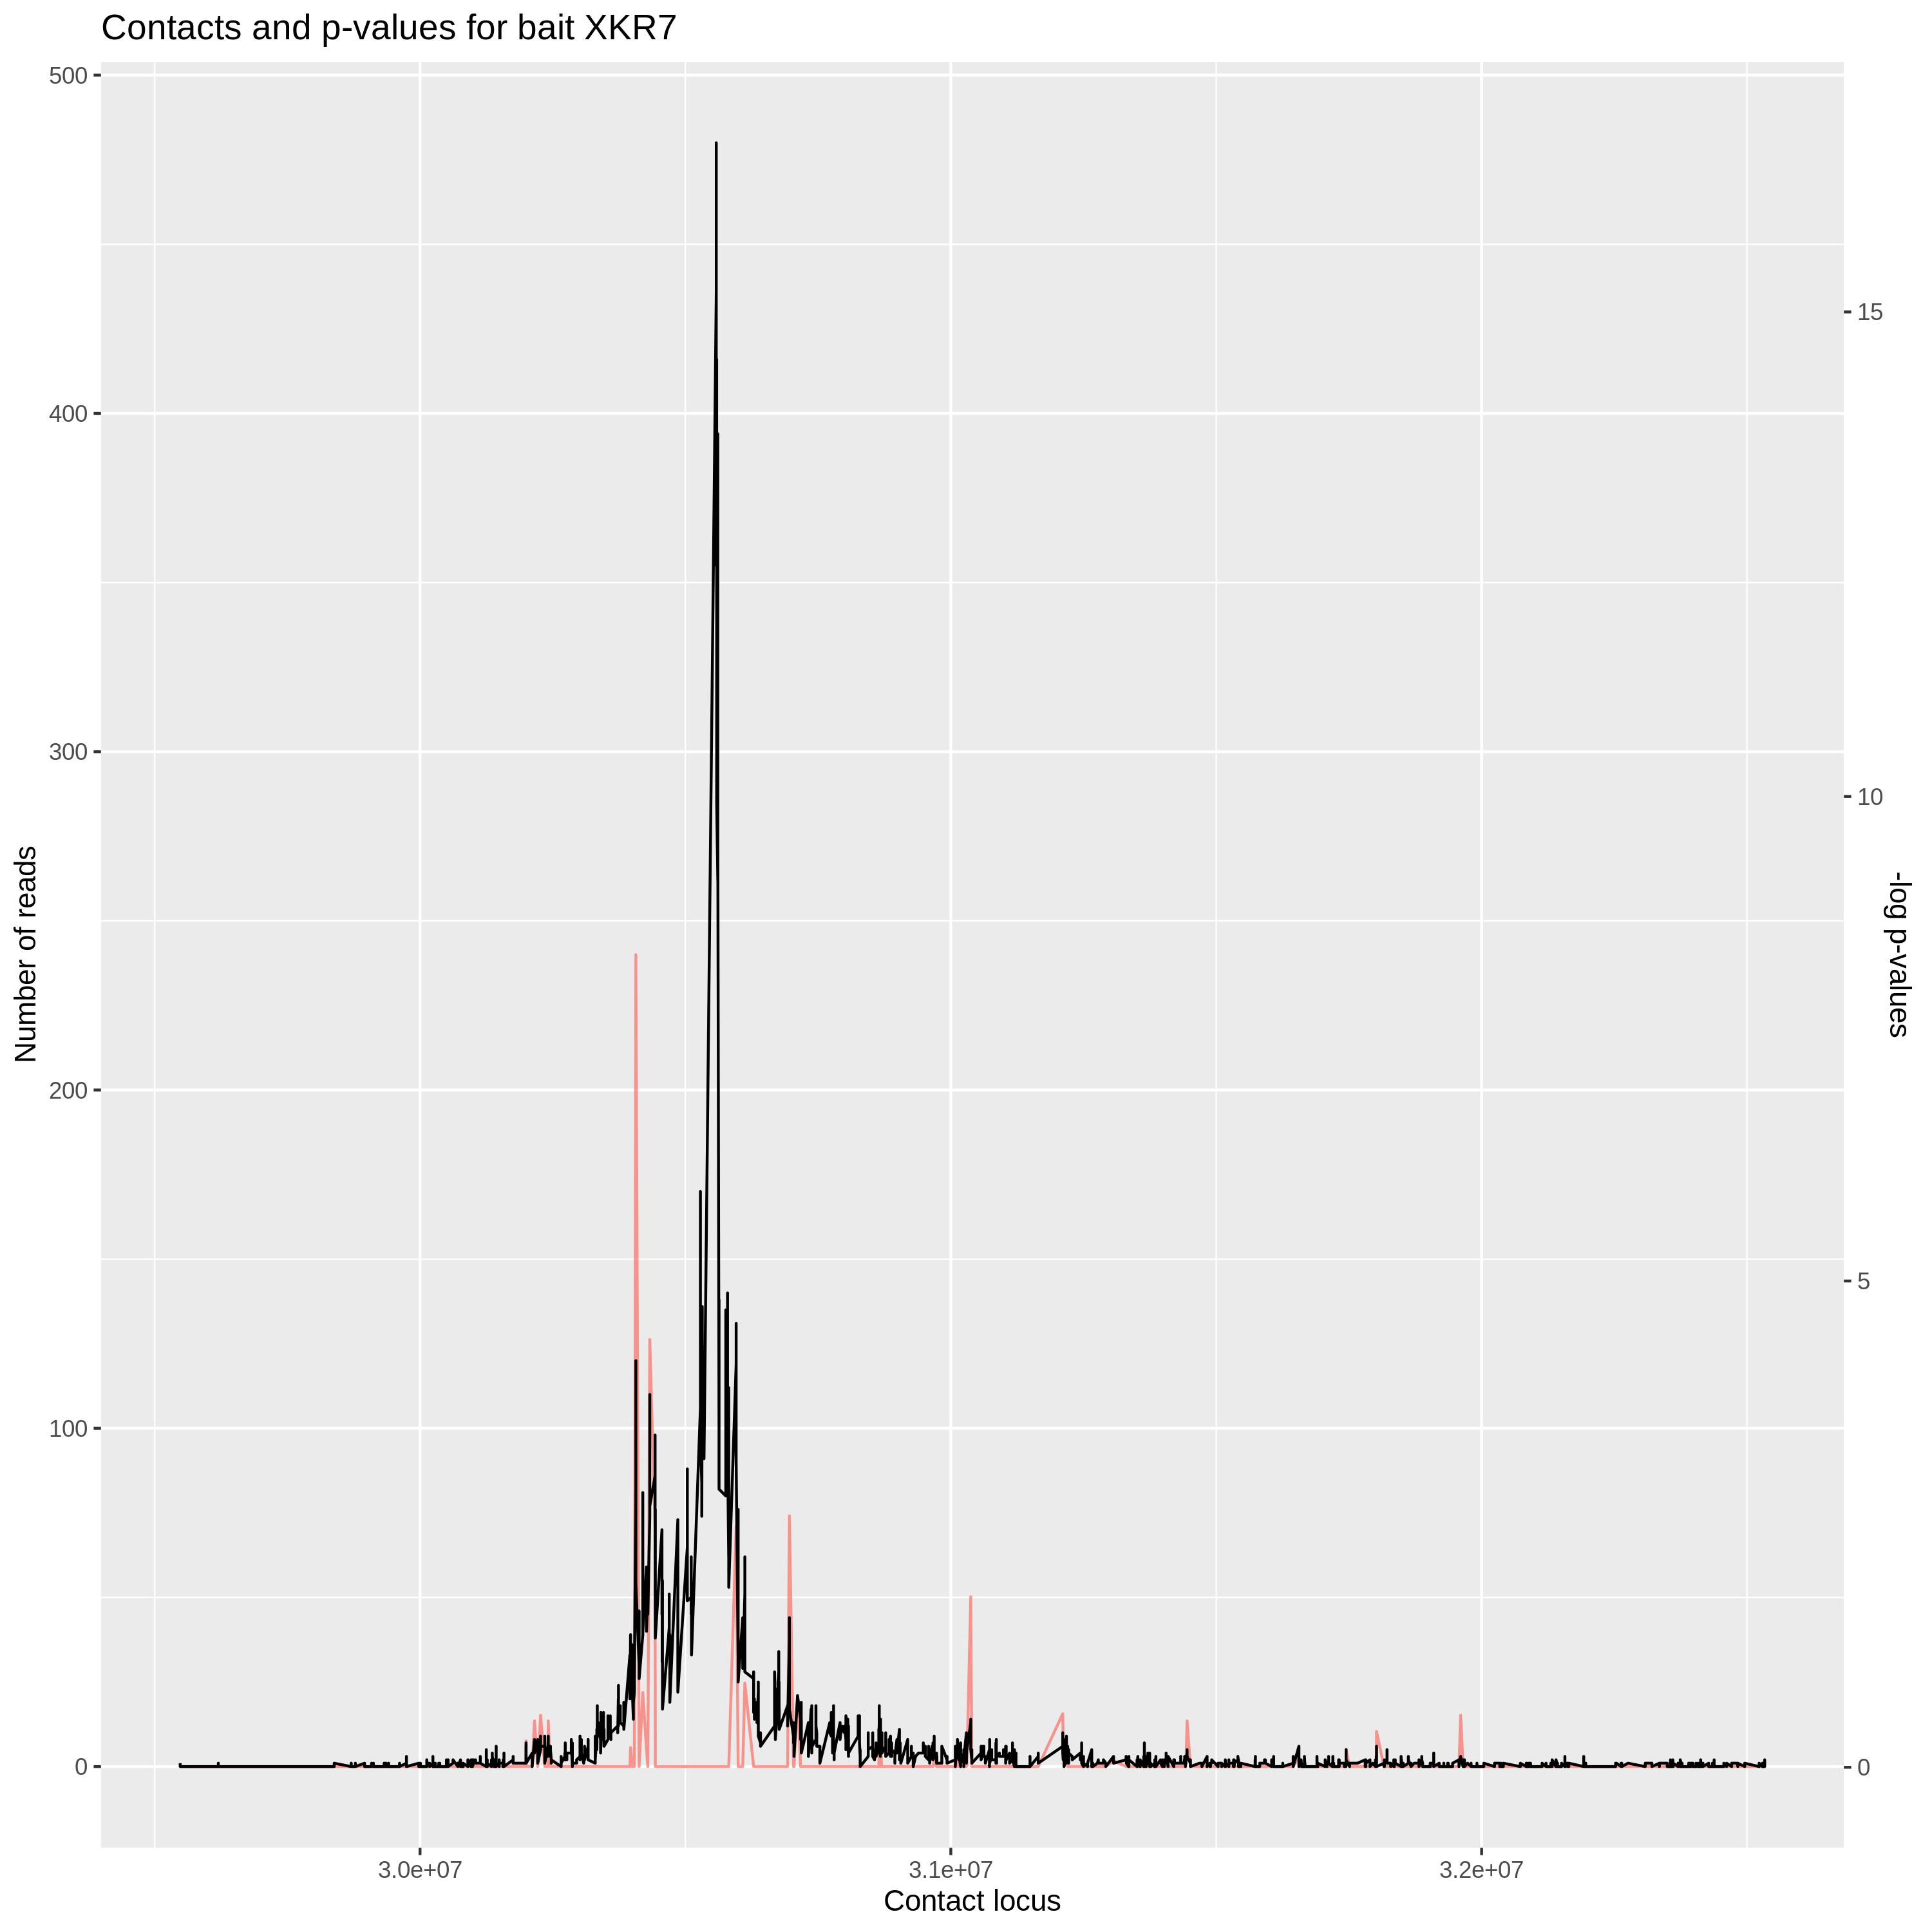 Contacts and p-values for bait XKR7
500
400
300
200
100
0
Number of reads
15
10
5
0
-log p-values
3.0e+07
3.1e+07
3.2e+07
Contact locus